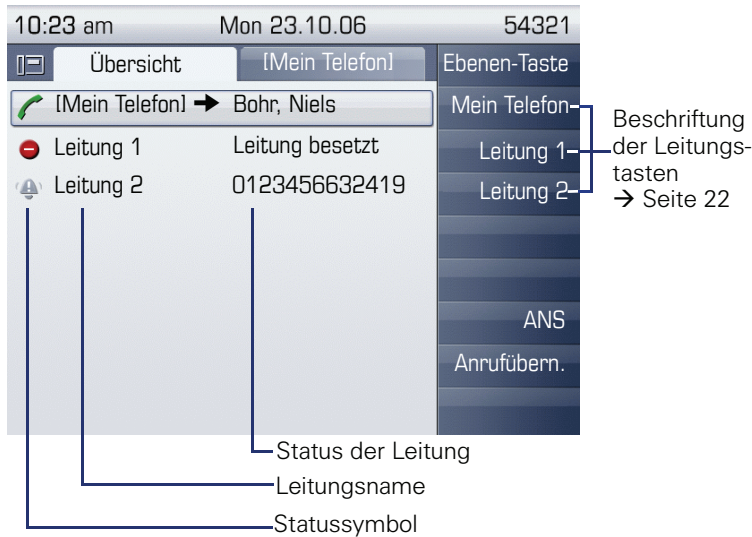 10:23 am Mon 23.10.06 54321
Übersicht [Mein Telefon] Ebenen-Taste
[Mein Telefon] ➔ Bohr, Niels Mein Telefon
Leitung 1 Leitung besetzt Leitung 1
Leitung 2 0123456632419 Leitung 2
ANS
Anrufübern.
Beschriftung
der Leitungs-
tasten
→ Seite 22
Status der Leitung
Leitungsname
Statussymbol